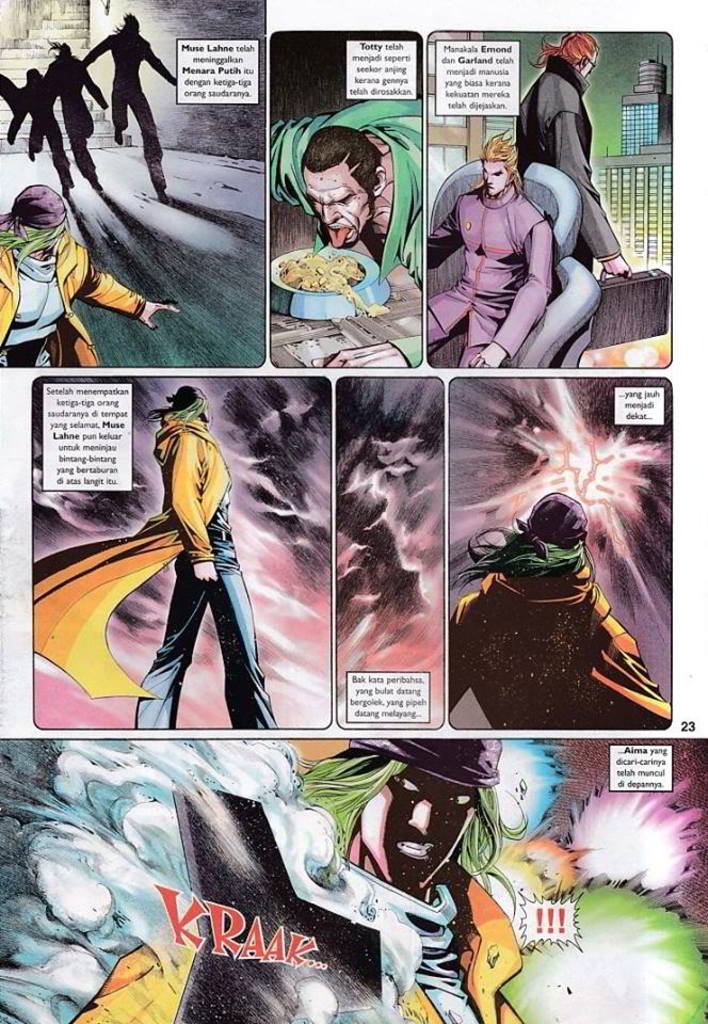 Muse Lahne telah
meninggalkan
Menara Putih itu
dengan ketiga-tiga
orang saudaranya.
Totty telah
menjadi seperti
seekor anjing
kerana gennya
telah dirosakkan.
Manakala Emond
dan Garland telah
menjadi manusia
yang biasa kerana
kekuatan mereka
telah dijejaskan.
Setelah menempatkan
ketiga-tiga orang
saudaranya di tempat
yang selamat, Muse
Lahne pun keluar
untuk meninjau
bintang-bintang
yang bertaburan
di atas langit itu.
Bak kata peribahsa,
yang bulat datang
bergolek, yang pipeh
datang melayang...
...yang jauh
menjadi
dekat...
23
...Aima yang
dicari-carinya
telah muncul
di depannya.
KRAAK...
!!!